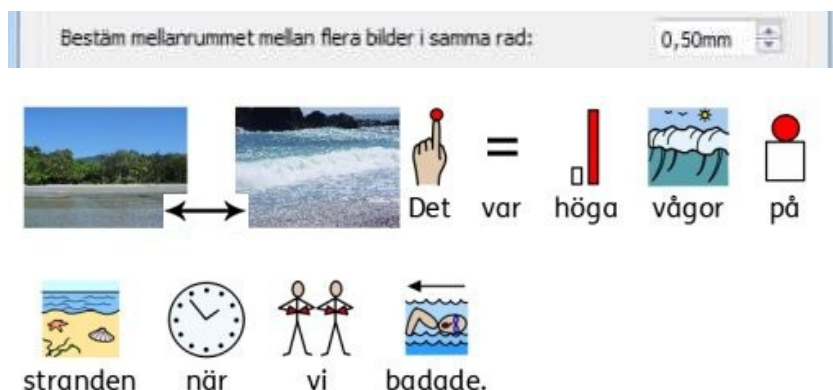 Bestäm mellanrummet mellan flera bilder i samma rad: 0,50mm
Det var höga vågor på
stranden när vi badade.